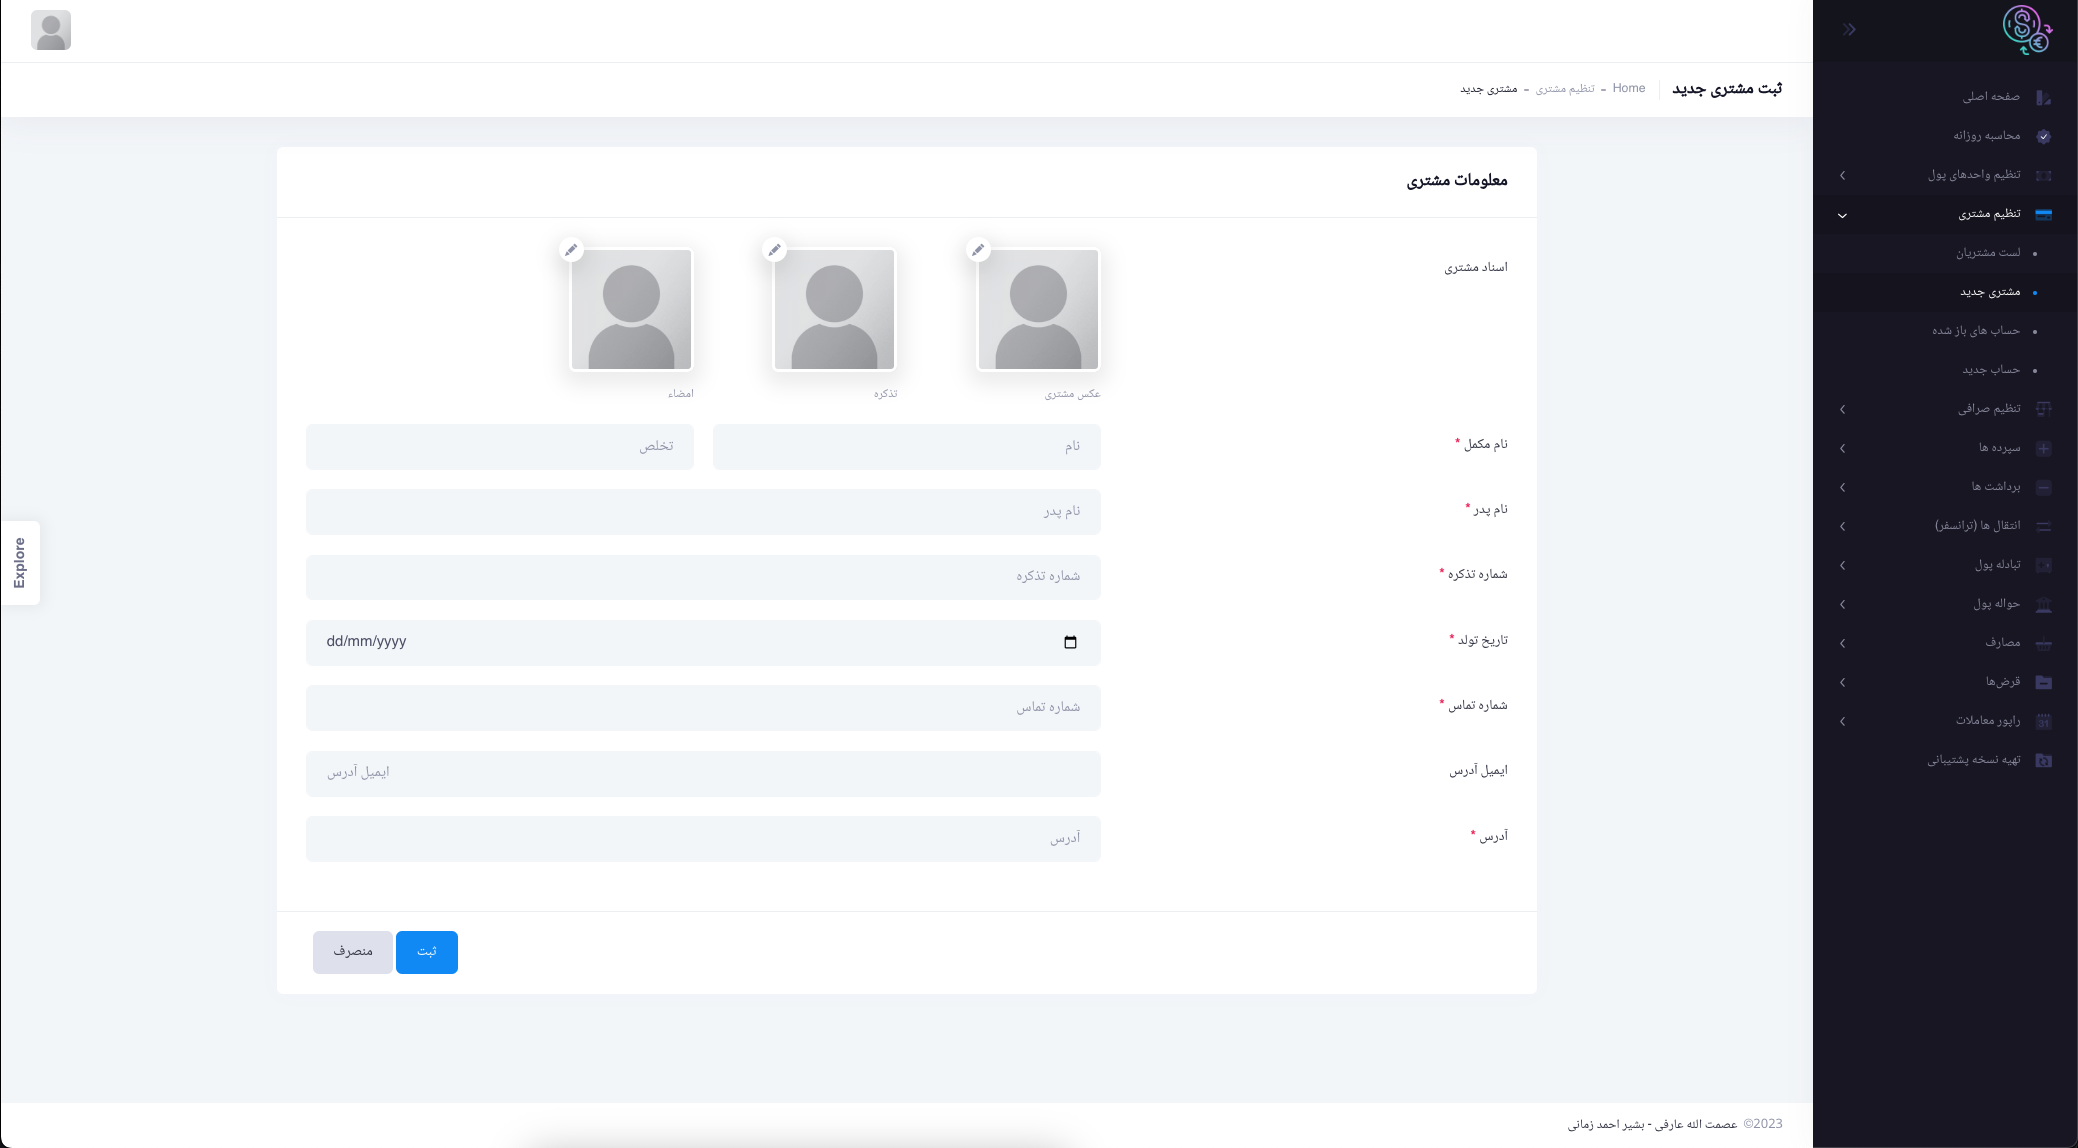 ثبت مشتری جدید
Home - تنظیم مشتری - مشتری جدید
صفحه اصلی
محاسبه روزانه
تنظیم واحدهای پول
تنظیم مشتری
لست مشتریان
مشتری جدید
حساب های باز شده
حساب جدید
تنظیم صرافی
سپرده ها
برداشت ها
انتقال ها (ترانسفر)
تبادله پول
حواله پول
مصارف
قرض‌ها
راپور معاملات
تهیه نسخه پشتیبانی
معلومات مشتری
اسناد مشتری
عکس مشتری
تذکره
امضاء
نام مکمل *
نام
تخلص
نام پدر *
نام پدر
شماره تذکره *
شماره تذکره
تاریخ تولد *
dd/mm/yyyy
شماره تماس *
شماره تماس
ایمیل آدرس
ایمیل آدرس
آدرس *
آدرس
ثبت
منصرف
Explore
2023© عصمت الله عارفی - بشیر احمد زمانی